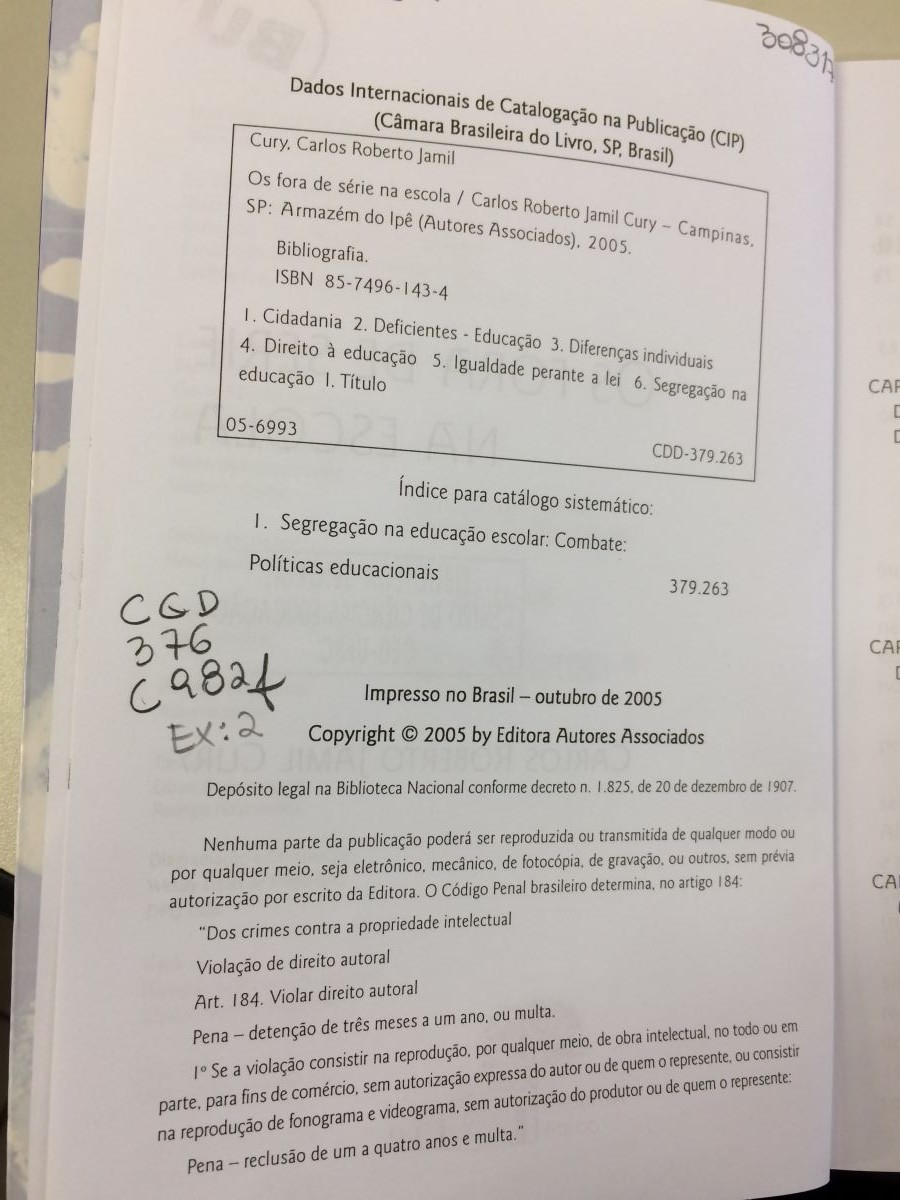 308317
Dados Internacionais de Catalogação na Publicação (CIP)
(Câmara Brasileira do Livro, SP, Brasil)
Cury, Carlos Roberto Jamil
Os fora de série na escola / Carlos Roberto Jamil Cury – Campinas,
SP: Armazém do Ipê (Autores Associados), 2005.
Bibliografia.
ISBN 85-7496-143-4
1. Cidadania 2. Deficientes - Educação 3. Diferenças individuais
4. Direito à educação 5. Igualdade perante a lei 6. Segregação na
educação I. Título
05-6993
CDD-379.263
Índice para catálogo sistemático:
1. Segregação na educação escolar: Combate:
Políticas educacionais 379.263
CGD
376
C982f
Ex: 2
Impresso no Brasil – outubro de 2005
Copyright © 2005 by Editora Autores Associados
Depósito legal na Biblioteca Nacional conforme decreto n. 1.825, de 20 de dezembro de 1907.
Nenhuma parte da publicação poderá ser reproduzida ou transmitida de qualquer modo ou
por qualquer meio, seja eletrônico, mecânico, de fotocópia, de gravação, ou outros, sem prévia
autorização por escrito da Editora. O Código Penal brasileiro determina, no artigo 184:
“Dos crimes contra a propriedade intelectual
Violação de direito autoral
Art. 184. Violar direito autoral
Pena – detenção de três meses a um ano, ou multa.
1º Se a violação consistir na reprodução, por qualquer meio, de obra intelectual, no todo ou em
parte, para fins de comércio, sem autorização expressa do autor ou de quem o represente, ou consistir
na reprodução de fonograma e videograma, sem autorização do produtor ou de quem o represente:
Pena – reclusão de um a quatro anos e multa.”